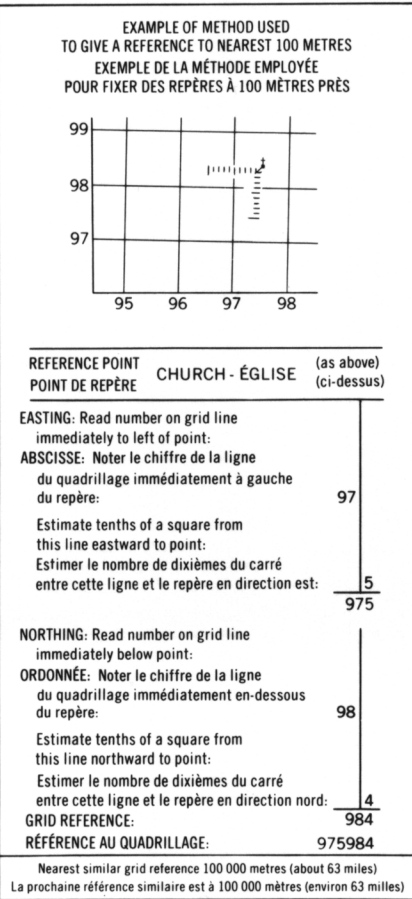 EXAMPLE OF METHOD USED
TO GIVE A REFERENCE TO NEAREST 100 METRES
EXEMPLE DE LA MÉTHODE EMPLOYÉE
POUR FIXER DES REPÈRES À 100 MÈTRES PRÈS
99
98
97
95 96 97 98
REFERENCE POINT
POINT DE REPÈRE
CHURCH - ÉGLISE
(as above)
(ci-dessus)
EASTING: Read number on grid line
immediately to left of point:
ABSCISSE: Noter le chiffre de la ligne
du quadrillage immédiatement à gauche
du repère: 97
Estimate tenths of a square from
this line eastward to point:
Estimer le nombre de dixièmes du carré
entre cette ligne et le repère en direction est: 5
975
NORTHING: Read number on grid line
immediately below point:
ORDONNÉE: Noter le chiffre de la ligne
du quadrillage immédiatement en-dessous
du repère: 98
Estimate tenths of a square from
this line northward to point:
Estimer le nombre de dixièmes du carré
entre cette ligne et le repère en direction nord: 4
GRID REFERENCE: 984
RÉFÉRENCE AU QUADRILLAGE: 975984
Nearest similar grid reference 100 000 metres (about 63 miles)
La prochaine référence similaire est à 100 000 mètres (environ 63 milles)